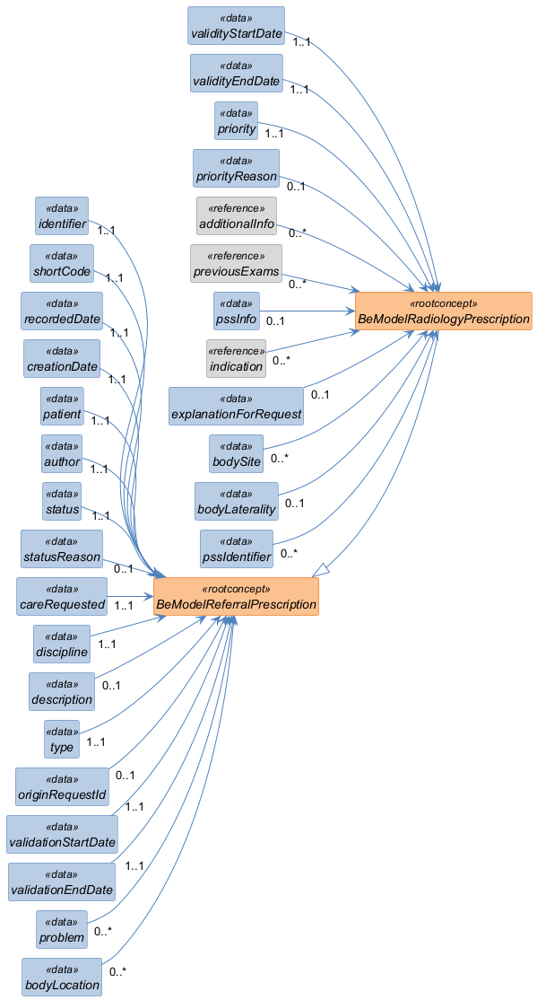 «data»
validityStartDate
1..1
«data»
validityEndDate
1..1
«data»
priority
1..1
«data»
priorityReason
0..1
«reference»
additionalInfo
0..*
«reference»
previousExams
0..*
«data»
pssInfo
0..1
«reference»
indication
0..*
«data»
explanationForRequest
0..1
«data»
bodySite
0..*
«data»
bodyLaterality
0..1
«data»
pssIdentifier
0..*
«rootconcept»
BeModelRadiologyPrescription
«data»
identifier
1..1
«data»
shortCode
1..1
«data»
recordedDate
1..1
«data»
creationDate
1..1
«data»
patient
1..1
«data»
author
1..1
«data»
status
1..1
«data»
statusReason
0..1
«data»
careRequested
1..1
«rootconcept»
BeModelReferralPrescription
«data»
discipline
1..1
«data»
description
0..1
«data»
type
1..1
«data»
originRequestId
0..1
«data»
validationStartDate
1..1
«data»
validationEndDate
1..1
«data»
problem
0..*
«data»
bodyLocation
0..*